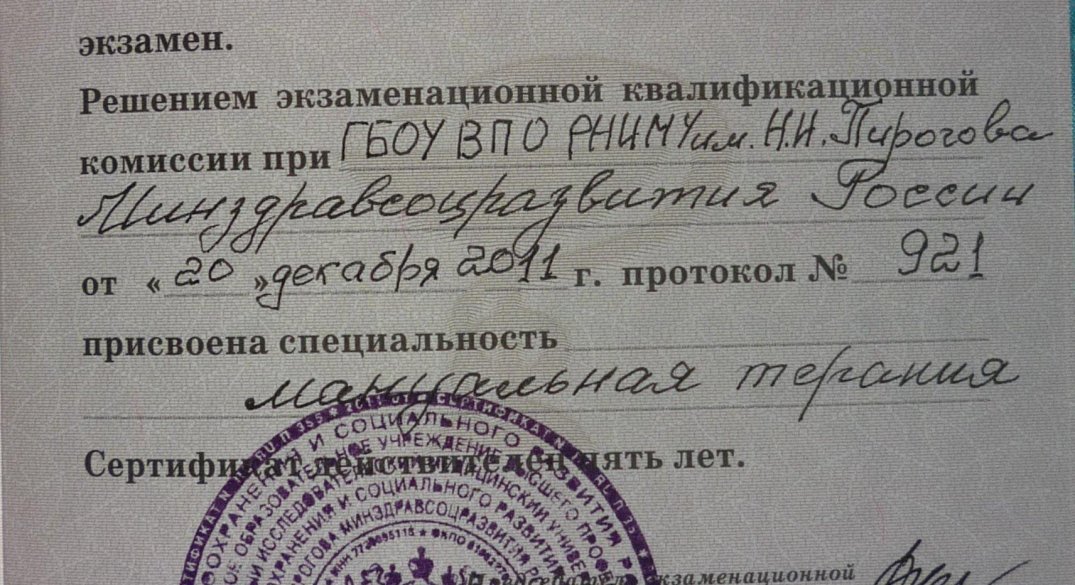 экзамен.
Решением экзаменационной квалификационной
комиссии при ГБОУ ВПО РНИМУ им. Н.И. Пирогова
Минздравсоцразвития России
от «20» декабря 2011 г. протокол № 921
присвоена специальность
мануальная терапия
Сертификат действителен пять лет.
экзаменационной